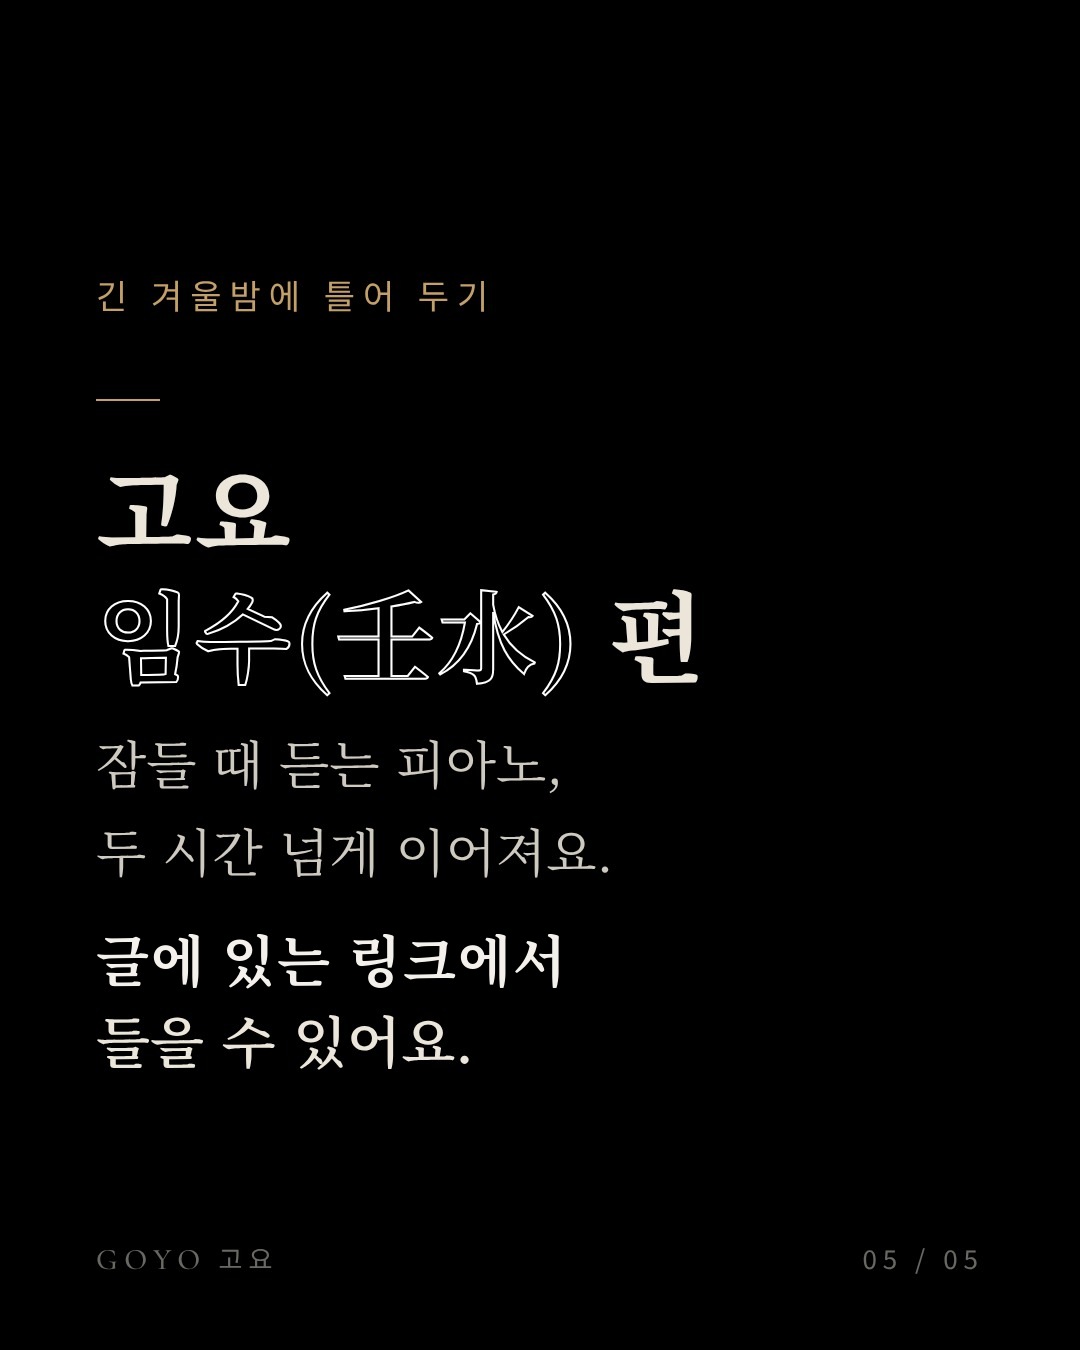 긴 겨울밤에 틀어 두기
고요
임수(壬水) 편
잠들 때 듣는 피아노,
두 시간 넘게 이어져요.
글에 있는 링크에서
들을 수 있어요.
GOYO 고요
05 / 05